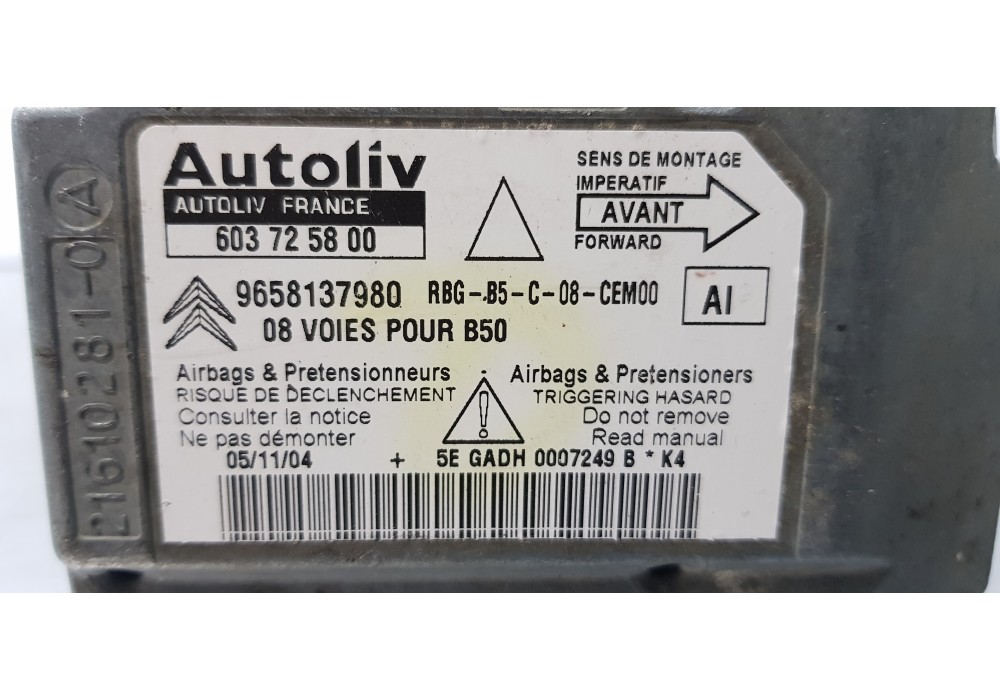 Autoliv
AUTOLIV FRANCE
603 72 58 00
SENS DE MONTAGE
IMPERATIF
AVANT
FORWARD
9658137980 RBG-.B5-C-08-CEM00
AI
08 VOIES POUR B50
Airbags & Pretensionneurs
RISQUE DE DECLENCHEMENT
Consulter la notice
Ne pas démonter
Airbags & Pretensioners
TRIGGERING HASARD
Do not remove
Read manual
05/11/04 + 5E GADH 0007249 B * K4
21610281-0 A